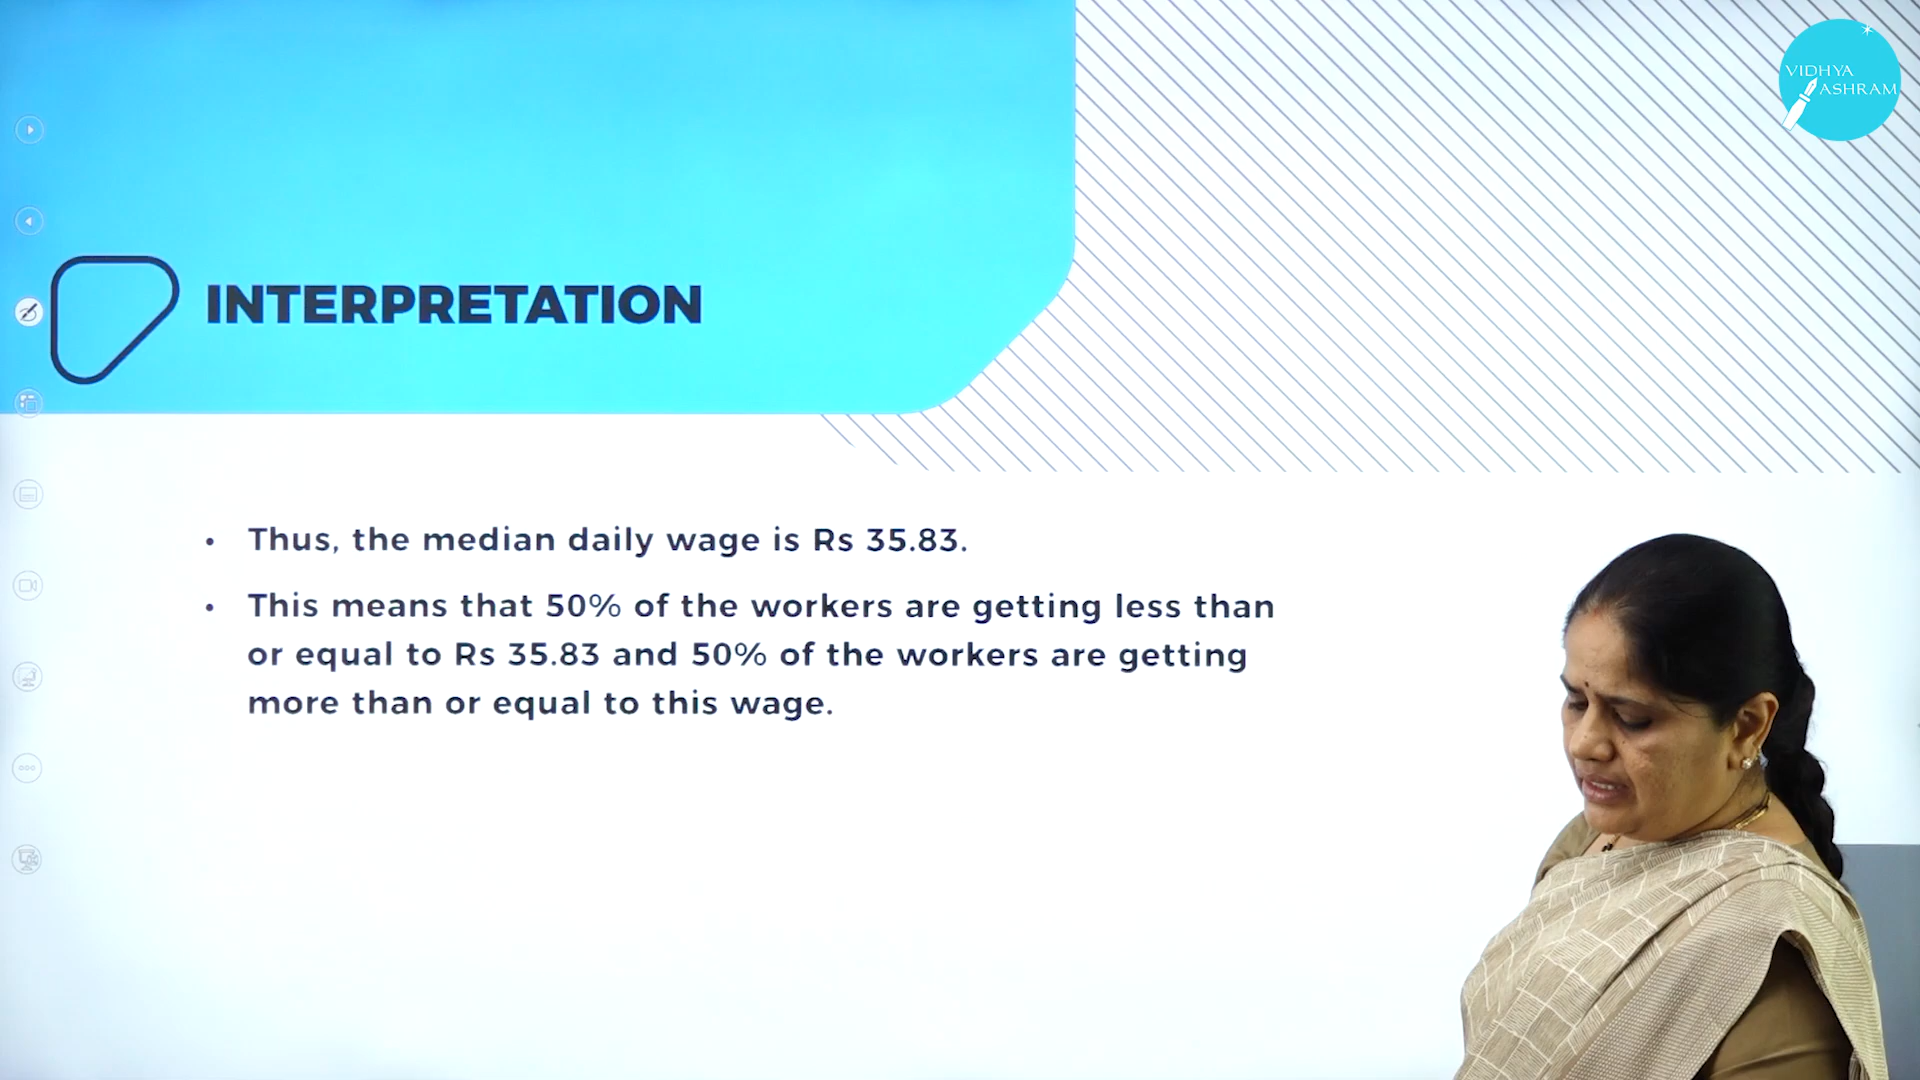 VIDHYA
ASHRAM
INTERPRETATION
• Thus, the median daily wage is Rs 35.83.
• This means that 50% of the workers are getting less than
or equal to Rs 35.83 and 50% of the workers are getting
more than or equal to this wage.